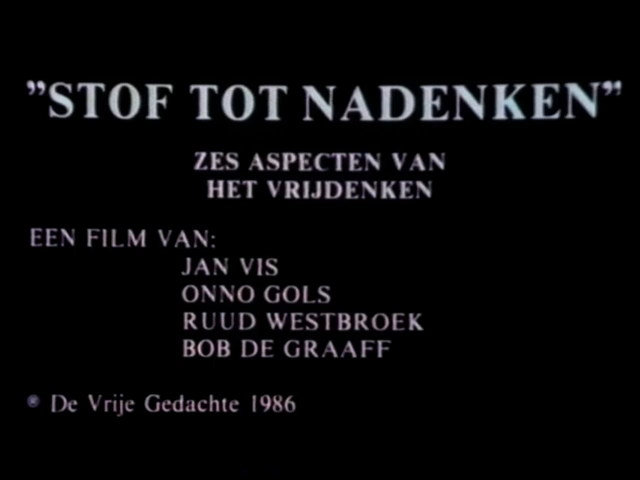 "STOF TOT NADENKEN"
ZES ASPECTEN VAN
HET VRIJDENKEN
EEN FILM VAN:
JAN VIS
ONNO GOLS
RUUD WESTBROEK
BOB DE GRAAFF
® De Vrije Gedachte 1986